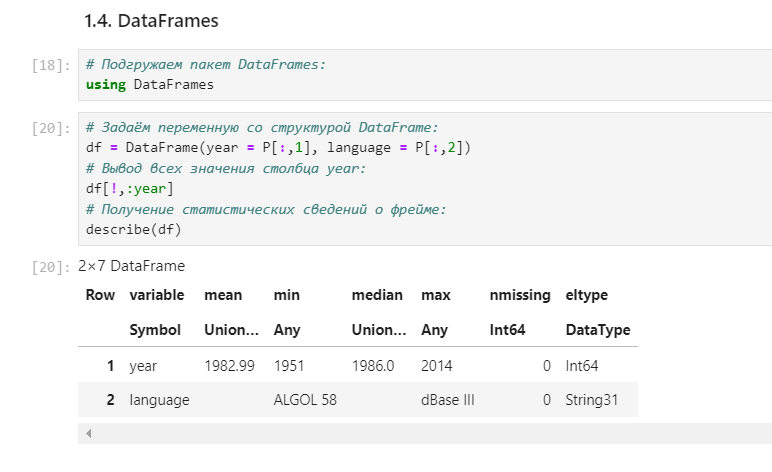 1.4. DataFrames
[18]: # Подгружаем пакет DataFrames:
using DataFrames
[20]: # Задаём переменную со структурой DataFrame:
df = DataFrame(year = P[:,1], language = P[:,2])
# Вывод всех значения столбца year:
df[!,:year]
# Получение статистических сведений о фрейме:
describe(df)
[20]: 2×7 DataFrame
Row variable mean min median max nmissing eltype
Symbol Union… Any Union… Any Int64 DataType
1 year 1982.99 1951 1986.0 2014 0 Int64
2 language ALGOL 58 dBase III 0 String31